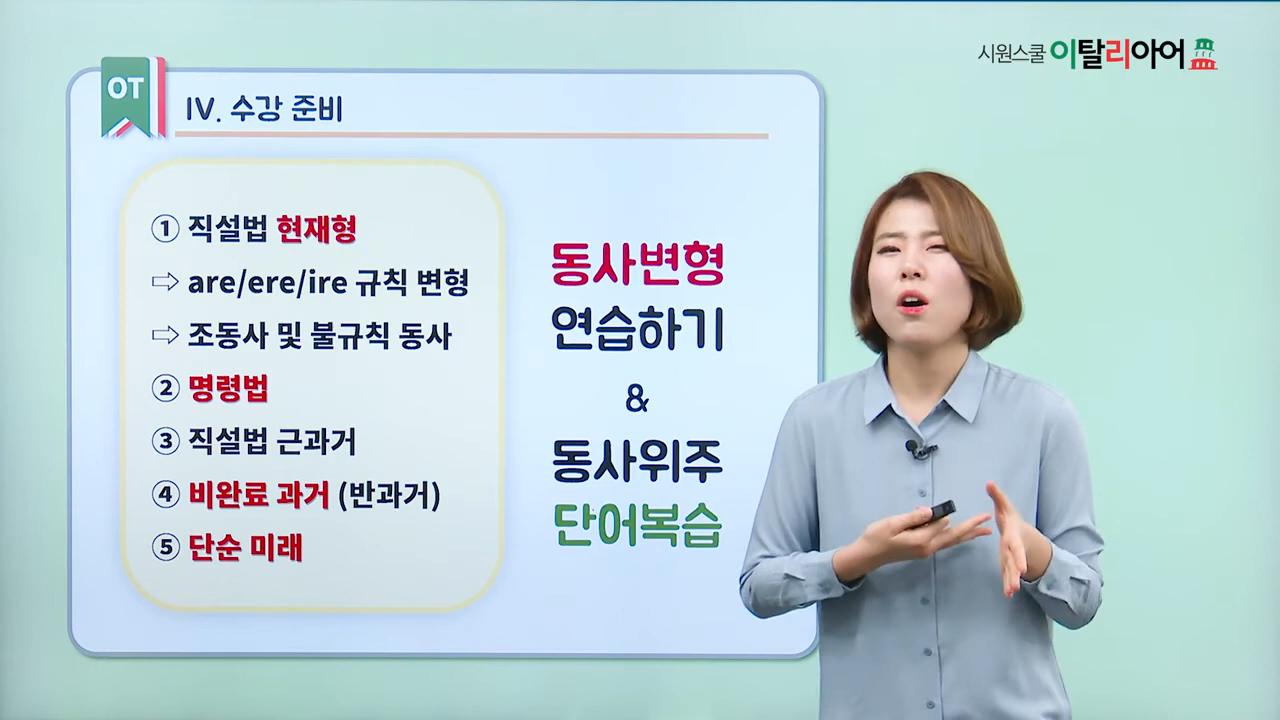 시원스쿨 이탈리아어
OT
IV. 수강 준비
① 직설법 현재형
⇨ are/ere/ire 규칙 변형
⇨ 조동사 및 불규칙 동사
② 명령법
③ 직설법 근과거
④ 비완료 과거 (반과거)
⑤ 단순 미래
동사변형
연습하기
&
동사위주
단어복습